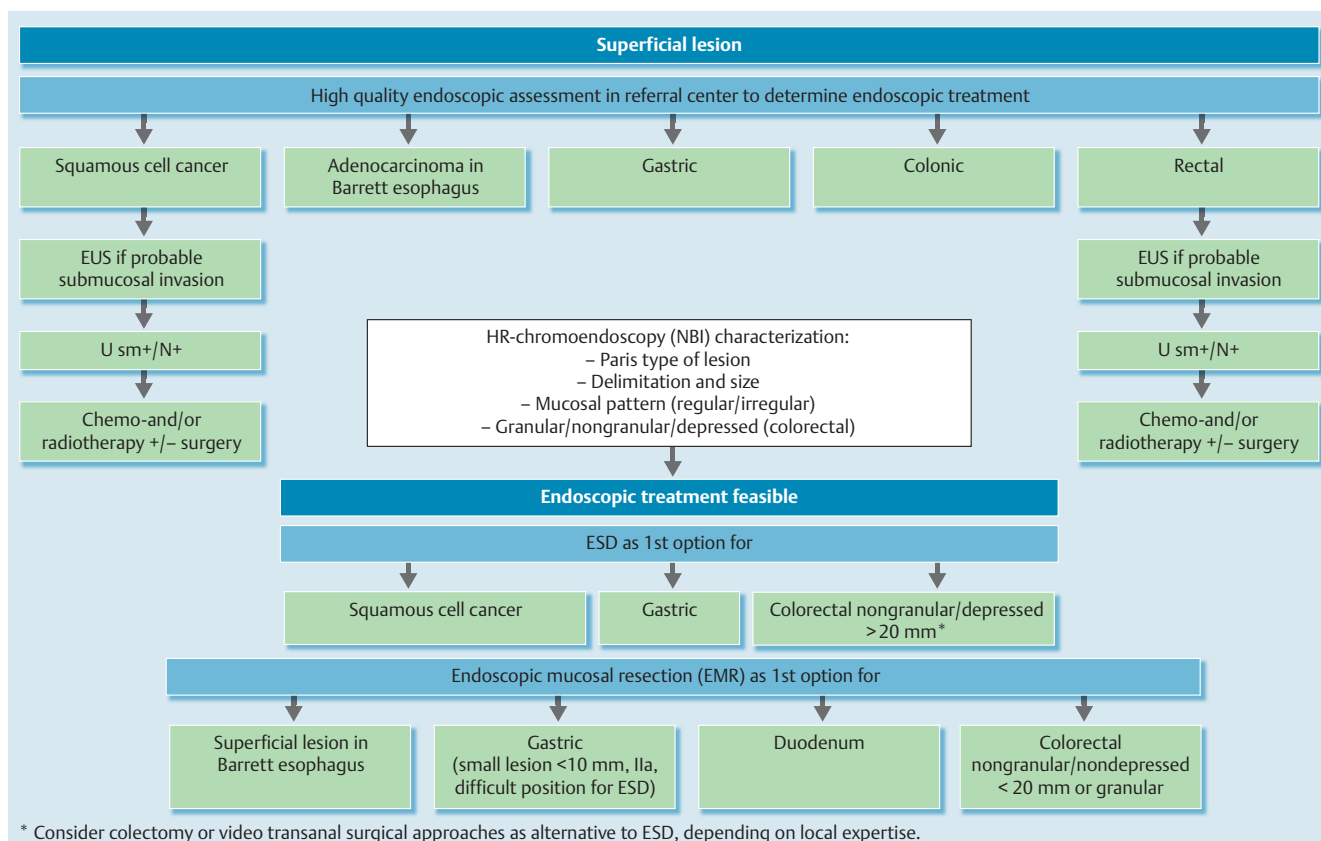 Superficial lesion
High quality endoscopic assessment in referral center to determine endoscopic treatment
Squamous cell cancer
Adenocarcinoma in
Barrett esophagus
Gastric
Colonic
Rectal
EUS if probable
submucosal invasion
EUS if probable
submucosal invasion
U sm+/N+
U sm+/N+
Chemo-and/or
radiotherapy +/– surgery
Chemo-and/or
radiotherapy +/– surgery
HR-chromoendoscopy (NBI) characterization:
– Paris type of lesion
– Delimitation and size
– Mucosal pattern (regular/irregular)
– Granular/nongranular/depressed (colorectal)
Endoscopic treatment feasible
ESD as 1st option for
Squamous cell cancer
Gastric
Colorectal nongranular/depressed
>20 mm*
Endoscopic mucosal resection (EMR) as 1st option for
Superficial lesion in
Barrett esophagus
Gastric
(small lesion <10 mm, IIa,
difficult position for ESD)
Duodenum
Colorectal
nongranular/nondepressed
< 20 mm or granular
* Consider colectomy or video transanal surgical approaches as alternative to ESD, depending on local expertise.